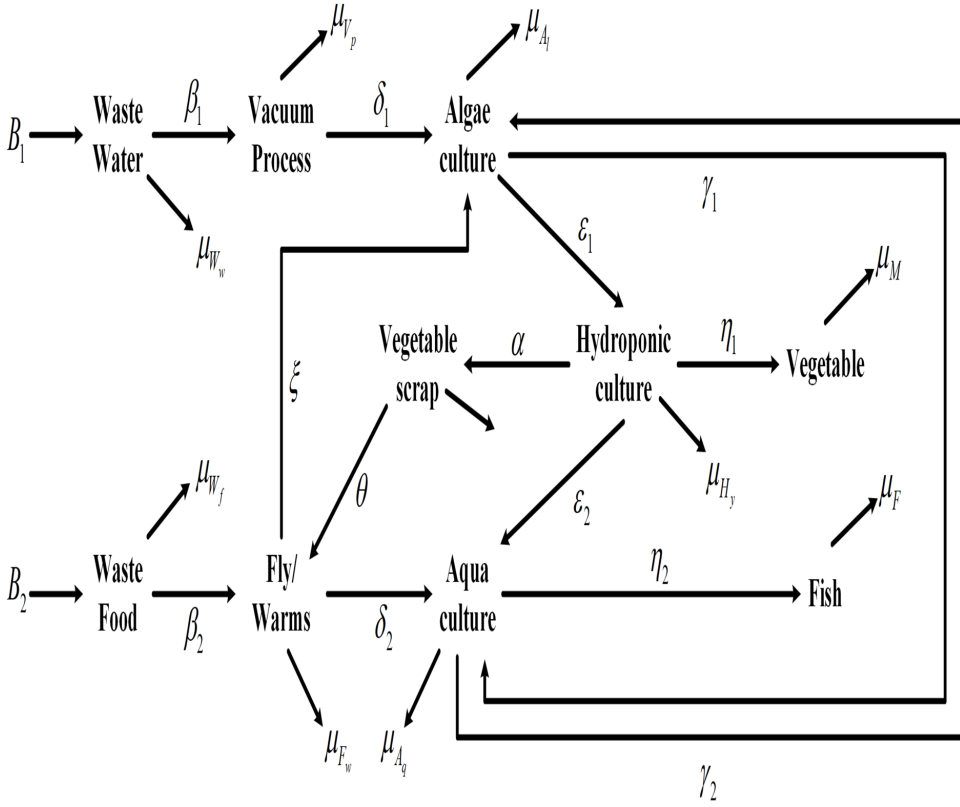 μ_{V_p}
μ_{A_l}
B_1
Waste
Water
β_1
Vacuum
Process
δ_1
Algae
culture
γ_1
μ_{W_w}
ε_1
μ_M
ξ
Vegetable
scrap
α
Hydroponic
culture
η_1
Vegetable
θ
μ_{H_y}
μ_{W_f}
ε_2
μ_F
B_2
Waste
Food
β_2
Fly/
Warms
δ_2
Aqua
culture
η_2
Fish
μ_{F_w}
μ_{A_q}
γ_2